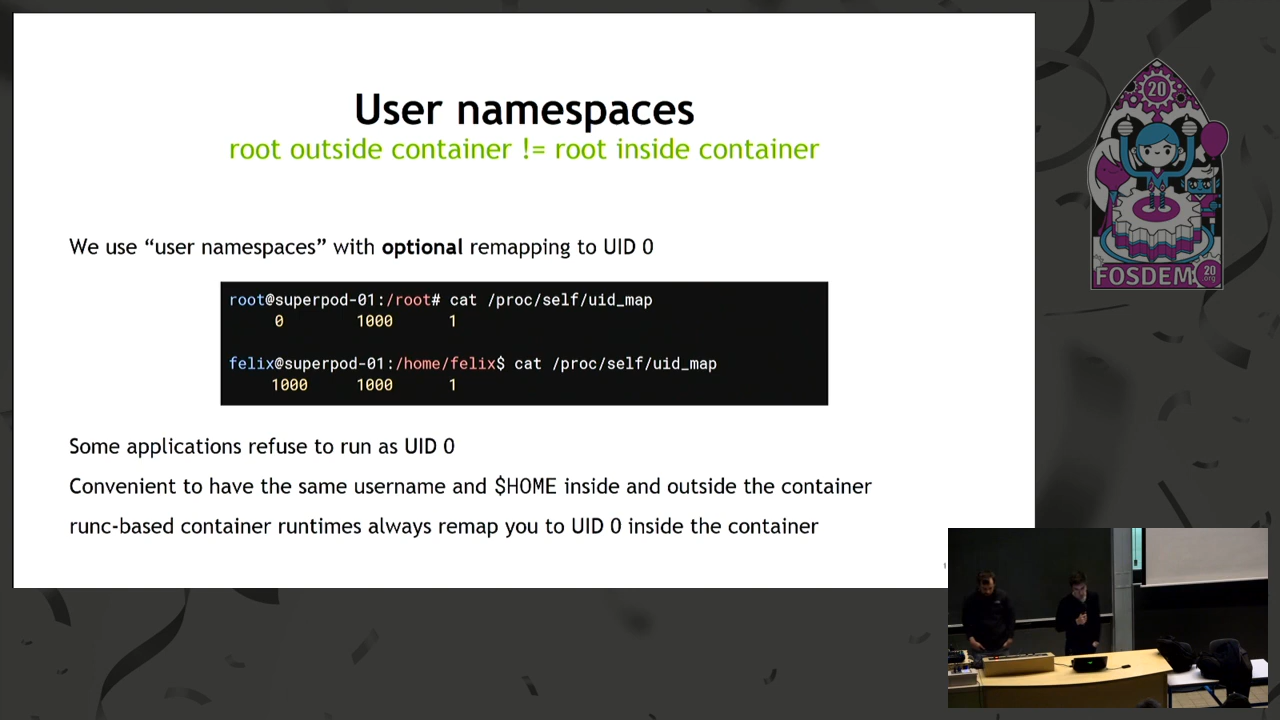 User namespaces
root outside container != root inside container
We use “user namespaces” with optional remapping to UID 0
root@superpod-01:/root# cat /proc/self/uid_map
0 1000 1
felix@superpod-01:/home/felix$ cat /proc/self/uid_map
1000 1000 1
Some applications refuse to run as UID 0
Convenient to have the same username and $HOME inside and outside the container
runc-based container runtimes always remap you to UID 0 inside the container
20
FOSDEM
20
.org